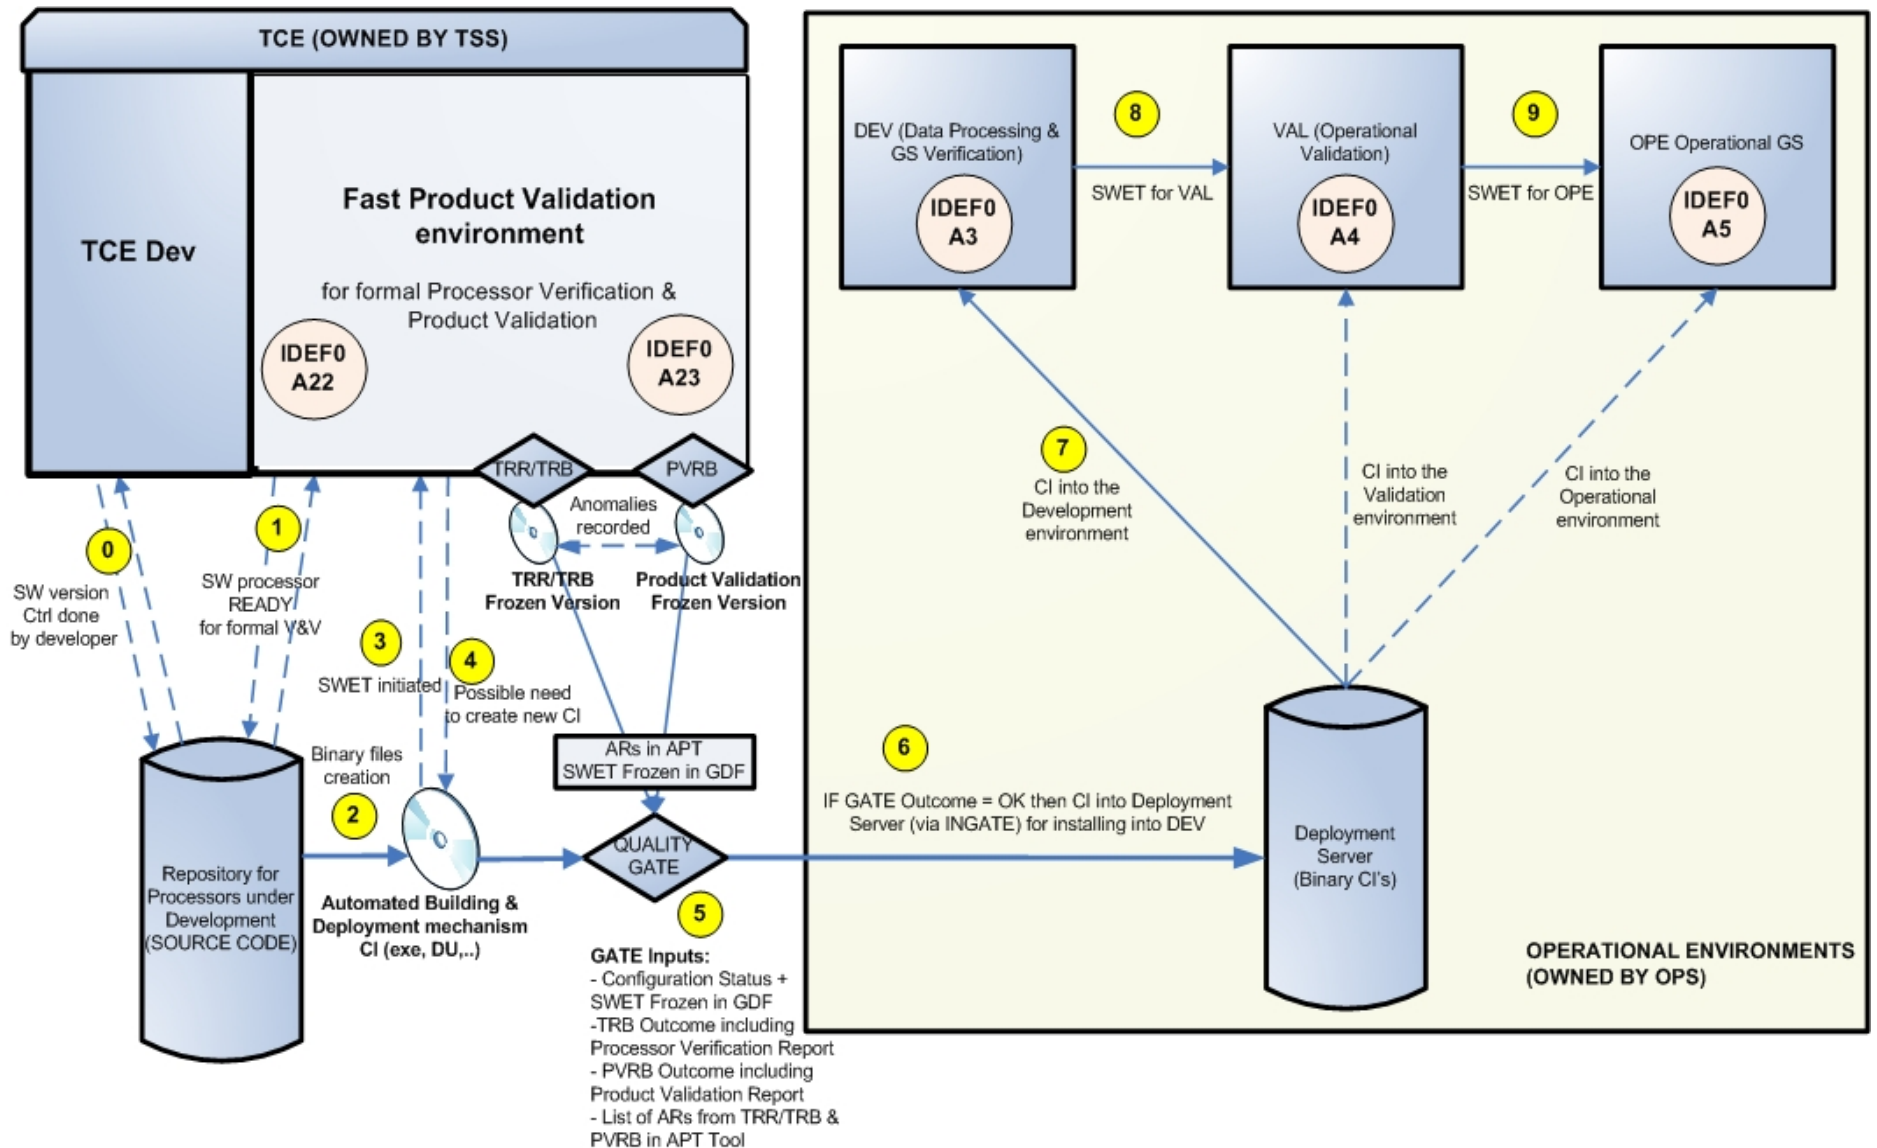 TCE (OWNED BY TSS)
TCE Dev
Fast Product Validation
environment
for formal Processor Verification &
Product Validation
IDEF0
A22
IDEF0
A23
TRR/TRB
PVRB
Anomalies
recorded
TRR/TRB
Frozen Version
Product Validation
Frozen Version
0
SW version
Ctrl done
by developer
1
SW processor
READY
for formal V&V
3
SWET initiated
4
Possible need
to create new CI
Binary files
creation
2
Repository for
Processors under
Development
(SOURCE CODE)
Automated Building &
Deployment mechanism
CI (exe, DU,..)
ARs in APT
SWET Frozen in GDF
QUALITY
GATE
5
GATE Inputs:
- Configuration Status +
SWET Frozen in GDF
-TRB Outcome including
Processor Verification Report
- PVRB Outcome including
Product Validation Report
- List of ARs from TRR/TRB &
PVRB in APT Tool
DEV (Data Processing &
GS Verification)
IDEF0
A3
8
SWET for VAL
VAL (Operational
Validation)
IDEF0
A4
9
SWET for OPE
OPE Operational GS
IDEF0
A5
7
CI into the
Development
environment
CI into the
Validation
environment
CI into the
Operational
environment
6
IF GATE Outcome = OK then CI into Deployment
Server (via INGATE) for installing into DEV
Deployment
Server
(Binary CI's)
OPERATIONAL ENVIRONMENTS
(OWNED BY OPS)